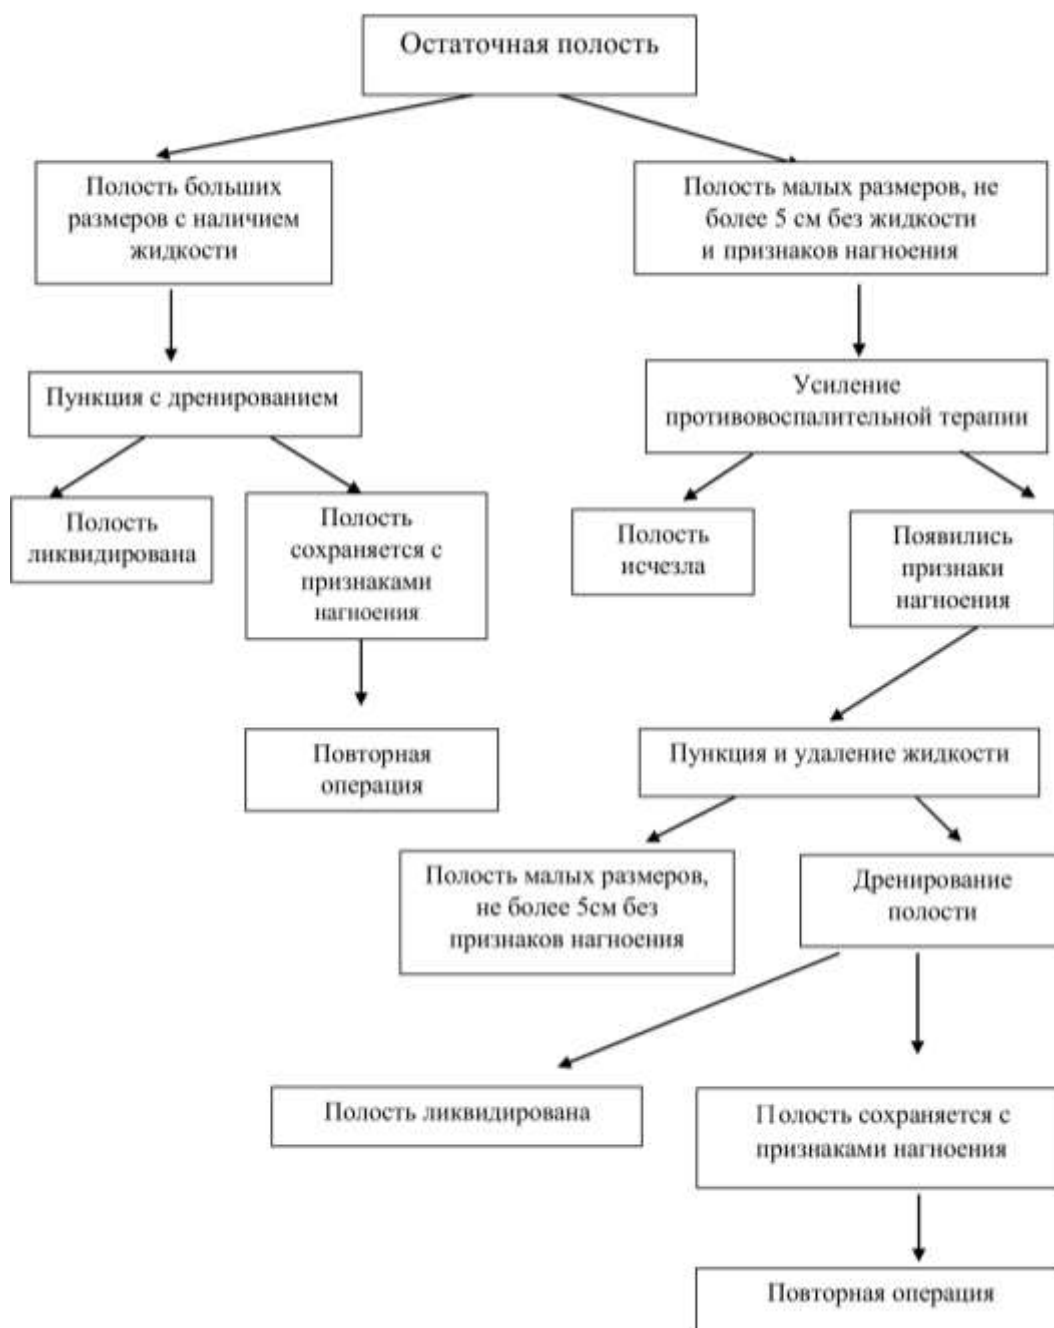 Остаточная полость
Полость больших
размеров с наличием
жидкости
Полость малых размеров, не
более 5 см без жидкости
и признаков нагноения
Пункция с дренированием
Усиление
противовоспалительной терапии
Полость
ликвидирована
Полость
сохраняется с
признаками
нагноения
Полость
исчезла
Появились
признаки
нагноения
Повторная
операция
Пункция и удаление жидкости
Полость малых размеров,
не более 5см без
признаков нагноения
Дренирование
полости
Полость ликвидирована
Полость сохраняется с
признаками нагноения
Повторная операция